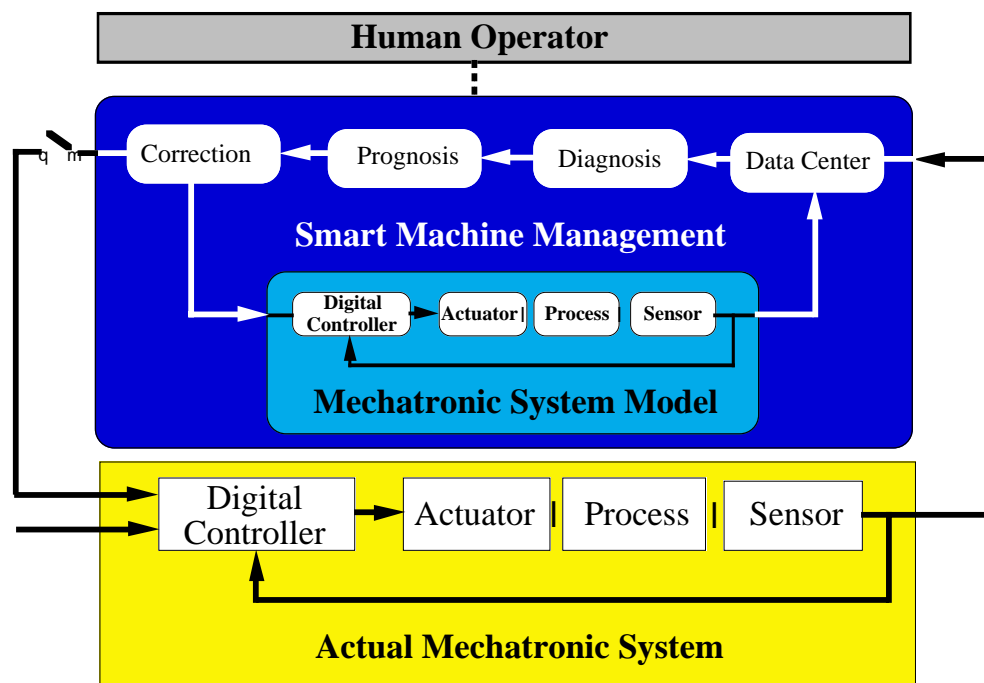 Human Operator
q m
Correction
Prognosis
Diagnosis
Data Center
Smart Machine Management
Digital
Controller
Actuator
Process
Sensor
Mechatronic System Model
Digital
Controller
Actuator
Process
Sensor
Actual Mechatronic System